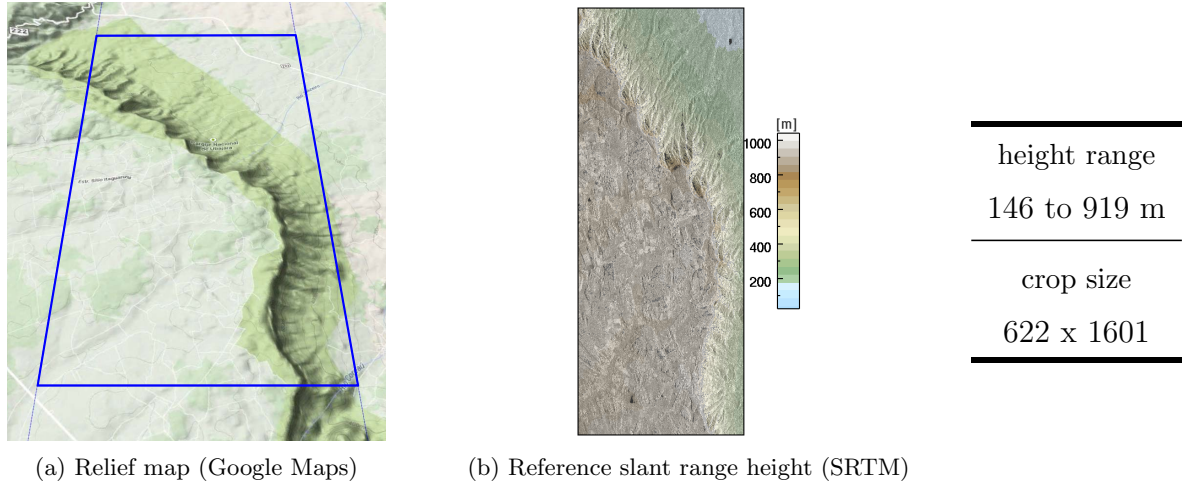 222
[m]
1000
800
600
400
200
height range
146 to 919 m
crop size
622 x 1601
(a) Relief map (Google Maps)
(b) Reference slant range height (SRTM)